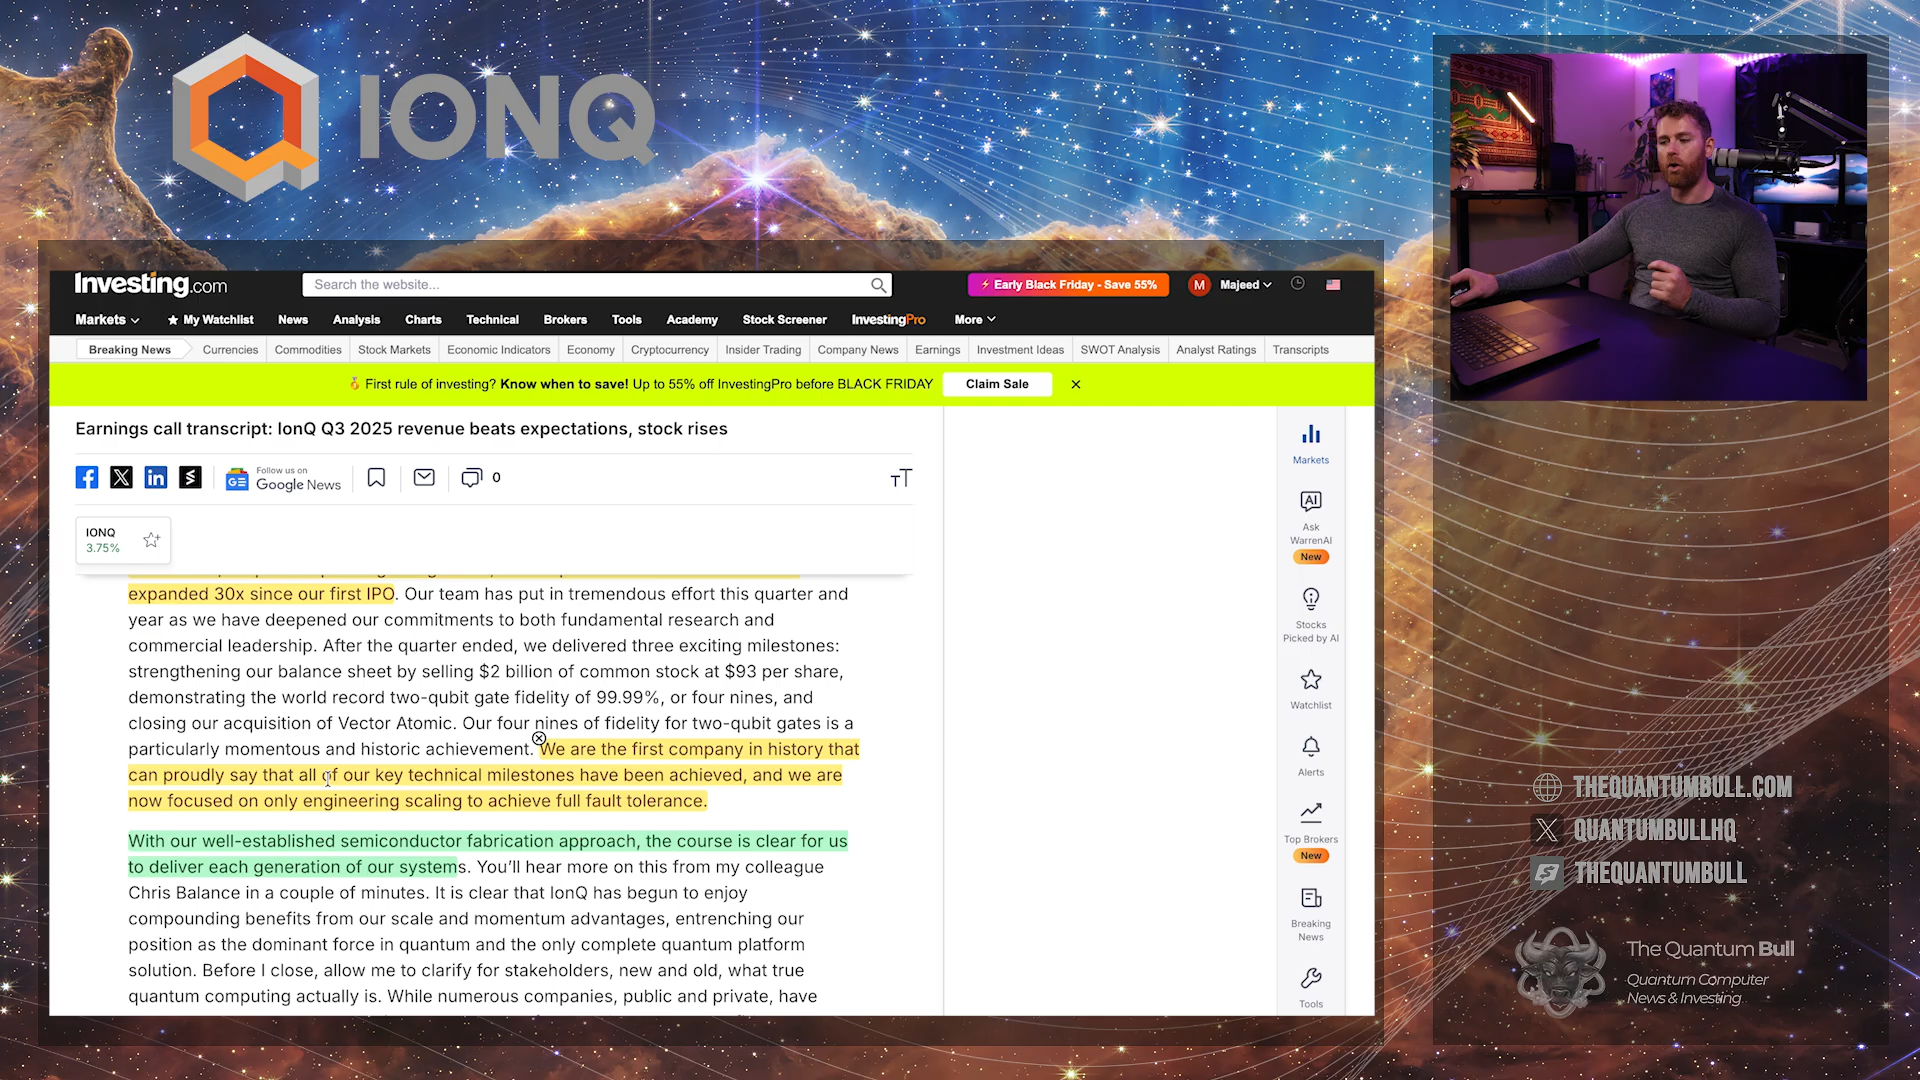 IONQ
Investing.com
Search the website...
⚡ Early Black Friday - Save 55%
M
Majeed
Markets
★ My Watchlist
News
Analysis
Charts
Technical
Brokers
Tools
Academy
Stock Screener
InvestingPro
More
Breaking News
Currencies
Commodities
Stock Markets
Economic Indicators
Economy
Cryptocurrency
Insider Trading
Company News
Earnings
Investment Ideas
SWOT Analysis
Analyst Ratings
Transcripts
First rule of investing? Know when to save! Up to 55% off InvestingPro before BLACK FRIDAY
Claim Sale
Earnings call transcript: IonQ Q3 2025 revenue beats expectations, stock rises
Follow us on
Google News
0
IONQ
3.75%
expanded 30x since our first IPO. Our team has put in tremendous effort this quarter and
year as we have deepened our commitments to both fundamental research and
commercial leadership. After the quarter ended, we delivered three exciting milestones:
strengthening our balance sheet by selling $2 billion of common stock at $93 per share,
demonstrating the world record two-qubit gate fidelity of 99.99%, or four nines, and
closing our acquisition of Vector Atomic. Our four nines of fidelity for two-qubit gates is a
particularly momentous and historic achievement. We are the first company in history that
can proudly say that all of our key technical milestones have been achieved, and we are
now focused on only engineering scaling to achieve full fault tolerance.
With our well-established semiconductor fabrication approach, the course is clear for us
to deliver each generation of our systems. You'll hear more on this from my colleague
Chris Balance in a couple of minutes. It is clear that IonQ has begun to enjoy
compounding benefits from our scale and momentum advantages, entrenching our
position as the dominant force in quantum and the only complete quantum platform
solution. Before I close, allow me to clarify for stakeholders, new and old, what true
quantum computing actually is. While numerous companies, public and private, have
Markets
AI
Ask
WarrenAI
New
Stocks
Picked by AI
Watchlist
Alerts
Top Brokers
New
Breaking
News
Tools
THEQUANTUMBULL.COM
QUANTUMBULLHQ
THEQUANTUMBULL
The Quantum Bull
Quantum Computer
News & Investing